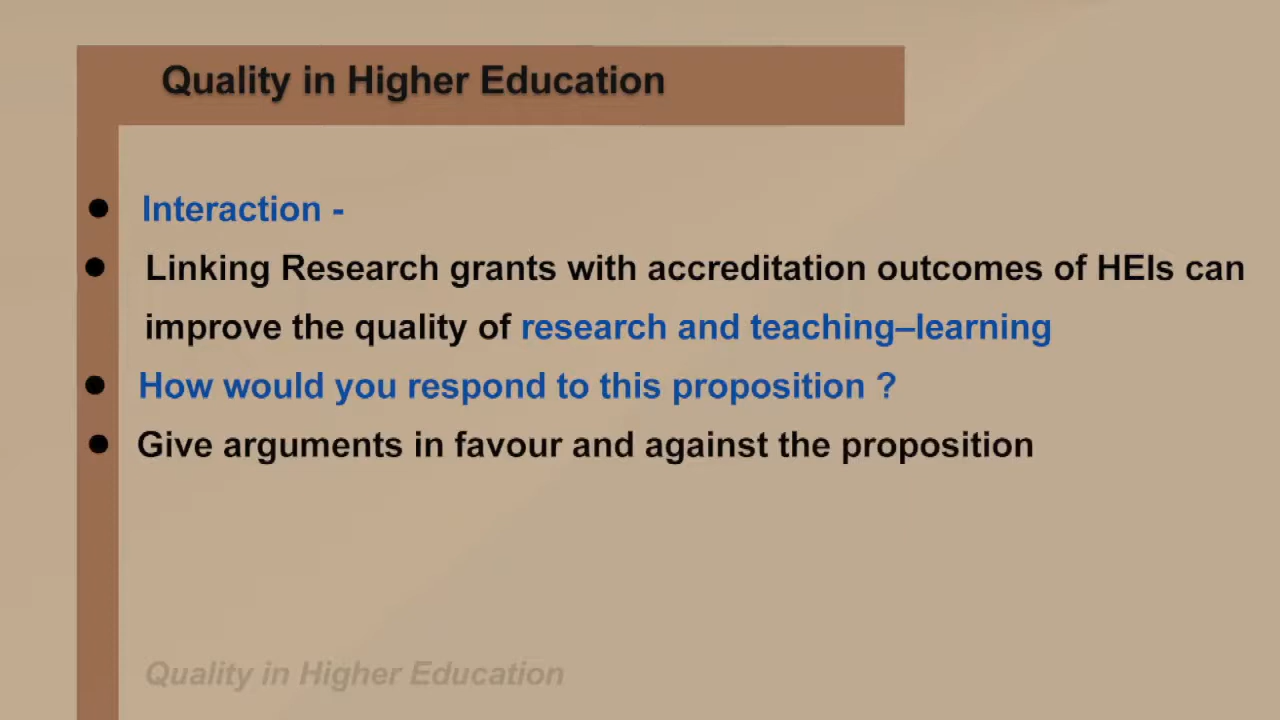 Quality in Higher Education
● Interaction -
● Linking Research grants with accreditation outcomes of HEIs can
improve the quality of research and teaching–learning
● How would you respond to this proposition ?
● Give arguments in favour and against the proposition
Quality in Higher Education